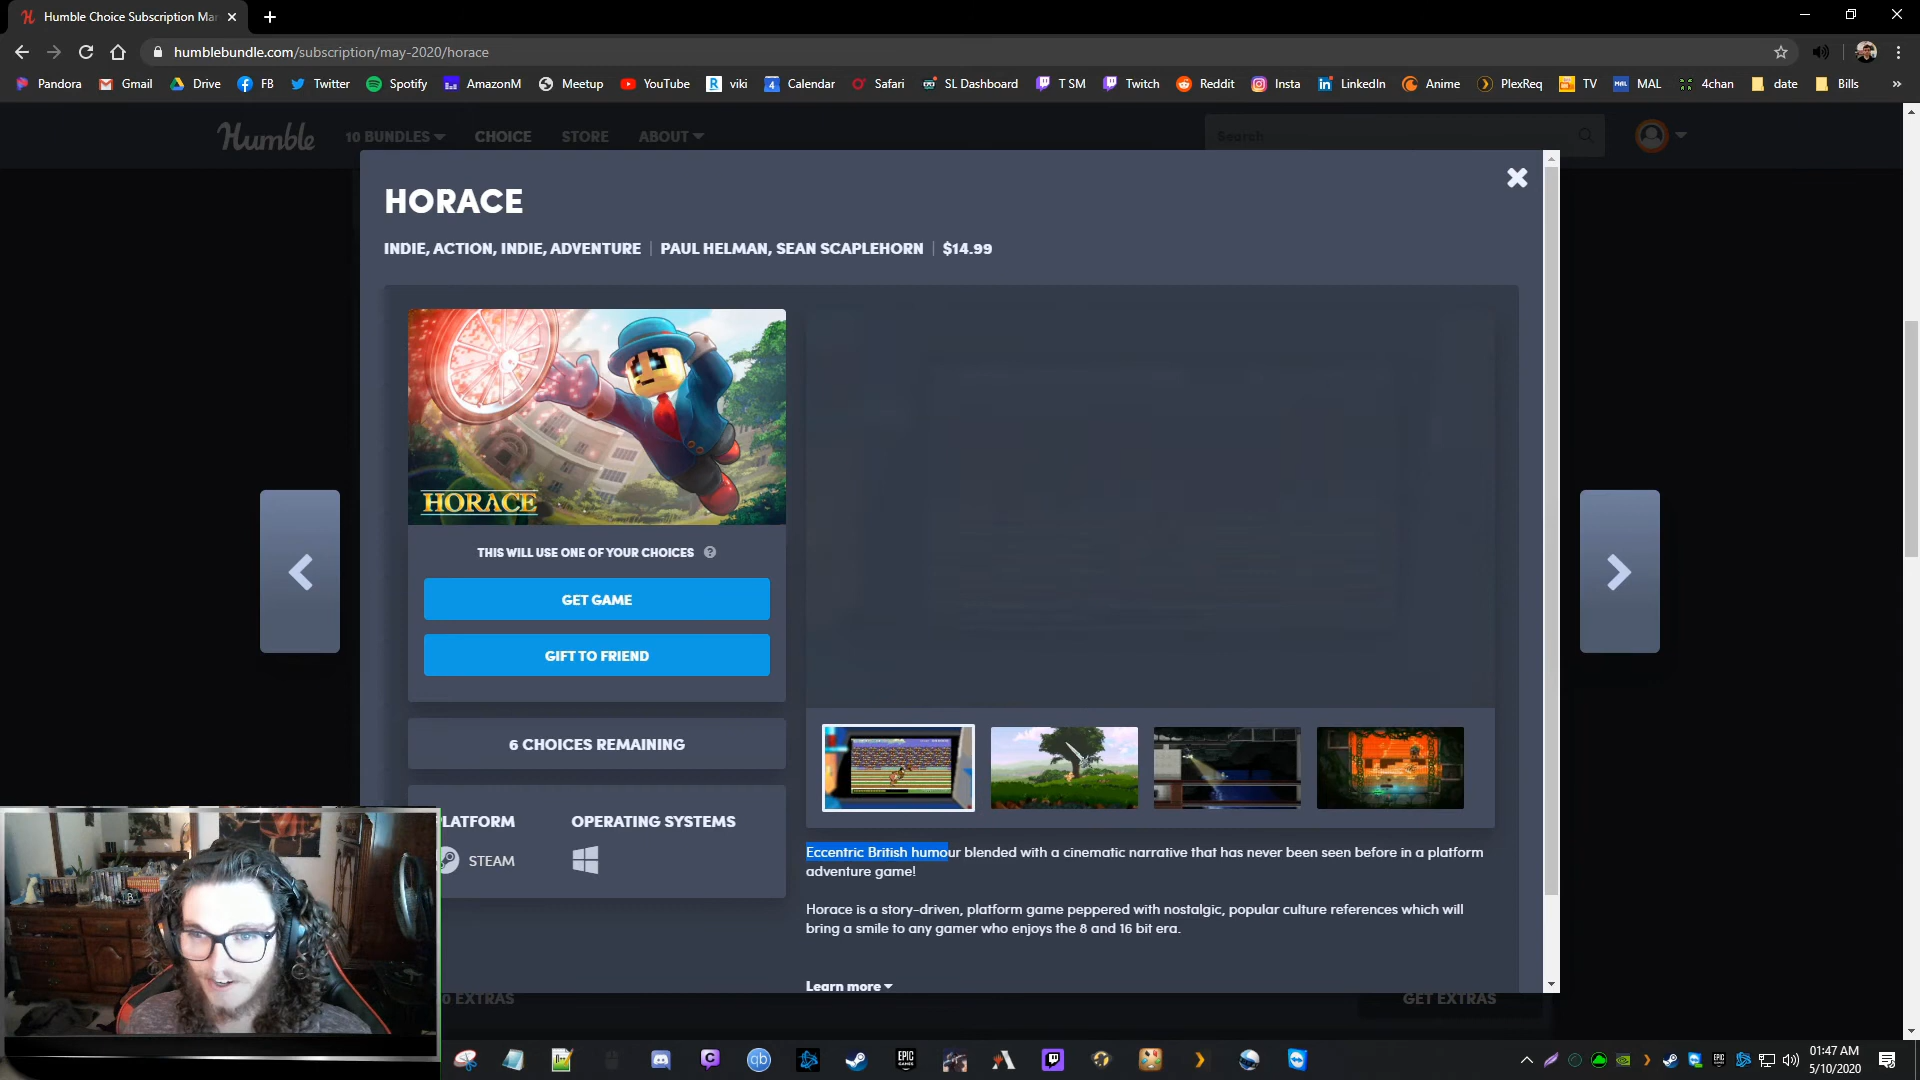 Humble Choice Subscription Mar
humblebundle.com/subscription/may-2020/horace
Pandora Gmail Drive FB Twitter Spotify AmazonM Meetup YouTube viki Calendar Safari SL Dashboard T SM Twitch Reddit Insta LinkedIn Anime PlexReq TV MAL 4chan date Bills »
Humble 10 BUNDLES CHOICE STORE ABOUT Search
HORACE
INDIE, ACTION, INDIE, ADVENTURE | PAUL HELMAN, SEAN SCAPLEHORN | $14.99
HORACE
THIS WILL USE ONE OF YOUR CHOICES ?
GET GAME
GIFT TO FRIEND
6 CHOICES REMAINING
PLATFORM OPERATING SYSTEMS
STEAM
Eccentric British humour blended with a cinematic narrative that has never been seen before in a platform
adventure game!
Horace is a story-driven, platform game peppered with nostalgic, popular culture references which will
bring a smile to any gamer who enjoys the 8 and 16 bit era.
Learn more
0 EXTRAS GET EXTRAS
01:47 AM
5/10/2020